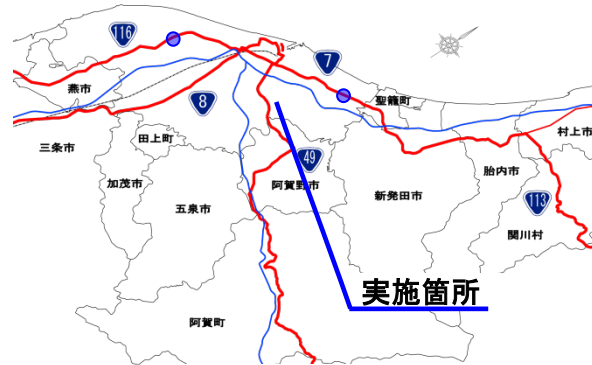 116
7
燕市
8
聖籠町
三条市
田上町
49
村上市
加茂市
阿賀野市
胎内市
五泉市
新発田市
113
関川村
実施箇所
阿賀町